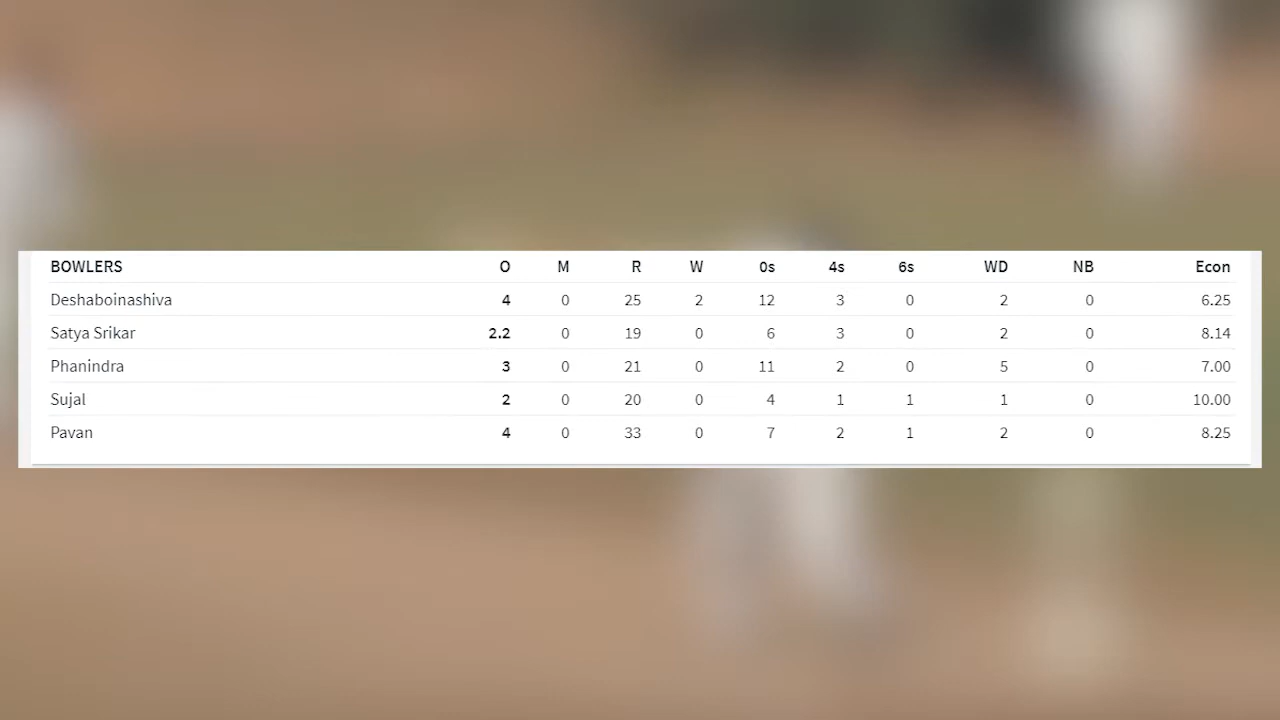 BOWLERS O M R W 0s 4s 6s WD NB Econ
Deshaboinashiva 4 0 25 2 12 3 0 2 0 6.25
Satya Srikar 2.2 0 19 0 6 3 0 2 0 8.14
Phanindra 3 0 21 0 11 2 0 5 0 7.00
Sujal 2 0 20 0 4 1 1 1 0 10.00
Pavan 4 0 33 0 7 2 1 2 0 8.25